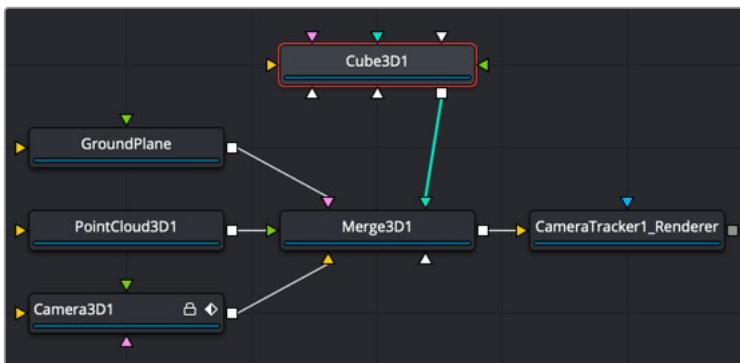 Cube3D1
GroundPlane
PointCloud3D1
Merge3D1
CameraTracker1_Renderer
Camera3D1